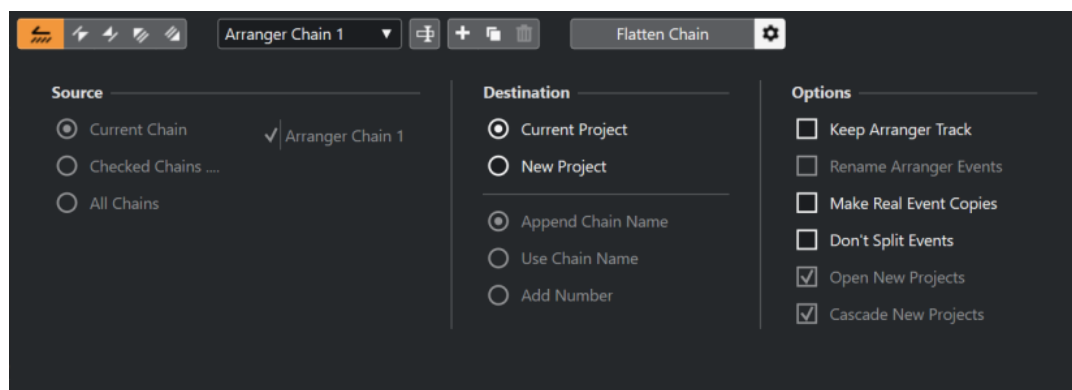 Arranger Chain 1
Flatten Chain
Source
Current Chain
Arranger Chain 1
Checked Chains ....
All Chains
Destination
Current Project
New Project
Append Chain Name
Use Chain Name
Add Number
Options
Keep Arranger Track
Rename Arranger Events
Make Real Event Copies
Don't Split Events
Open New Projects
Cascade New Projects